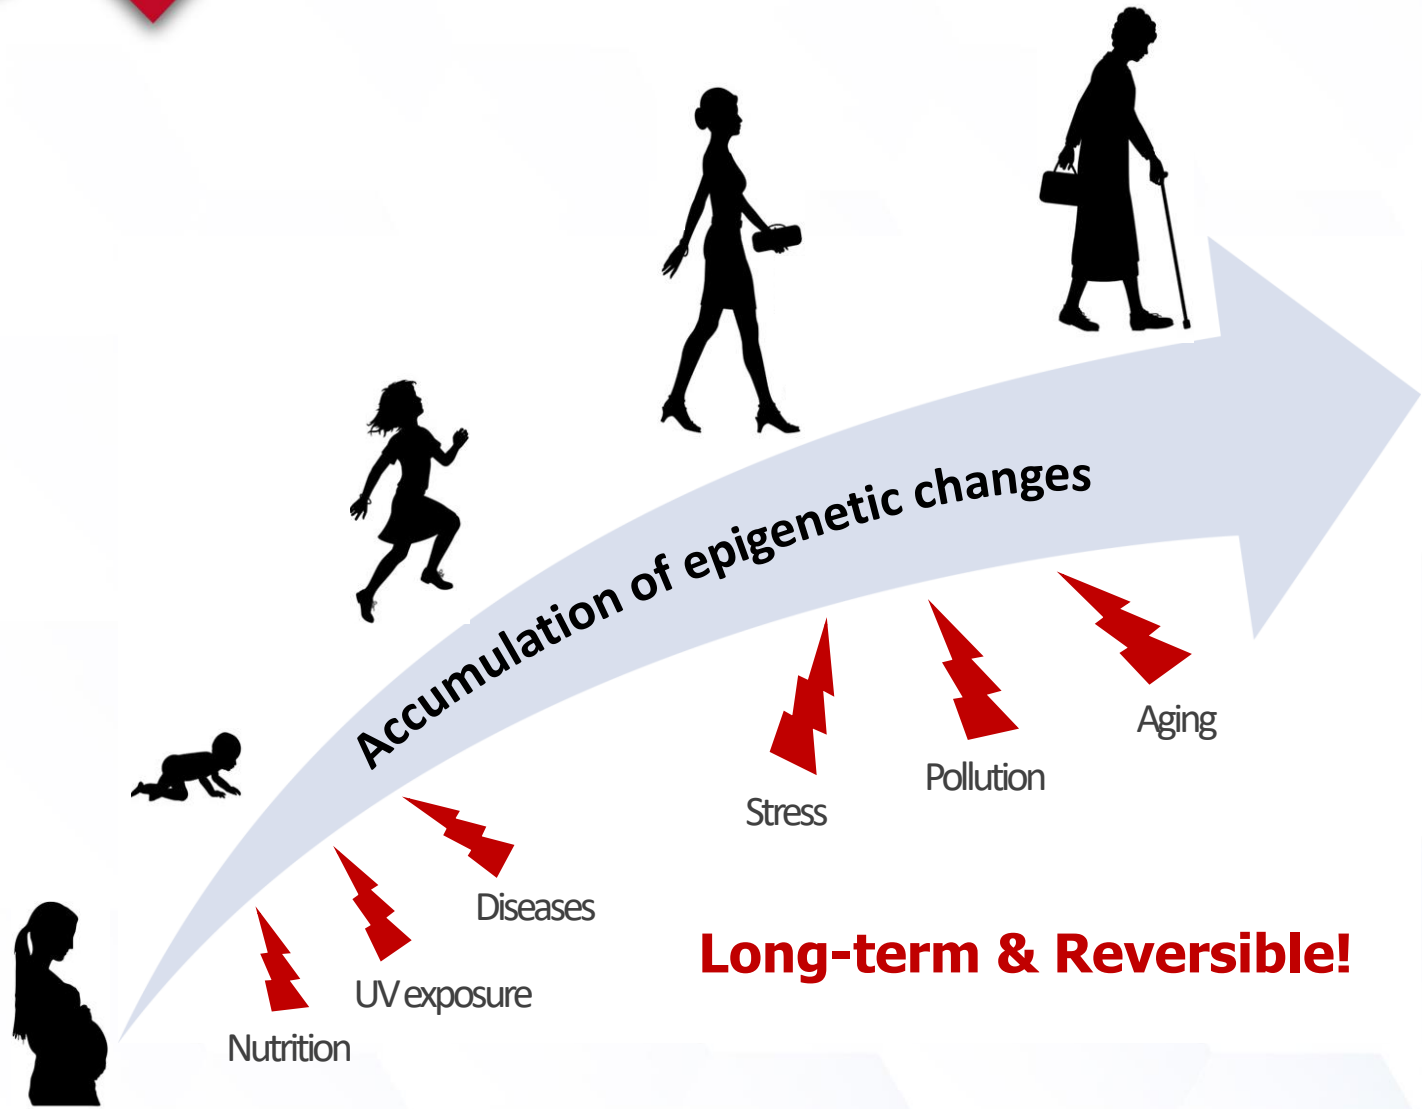 Accumulation of epigenetic changes
Aging
Pollution
Stress
Diseases
Long-term & Reversible!
UV exposure
Nutrition